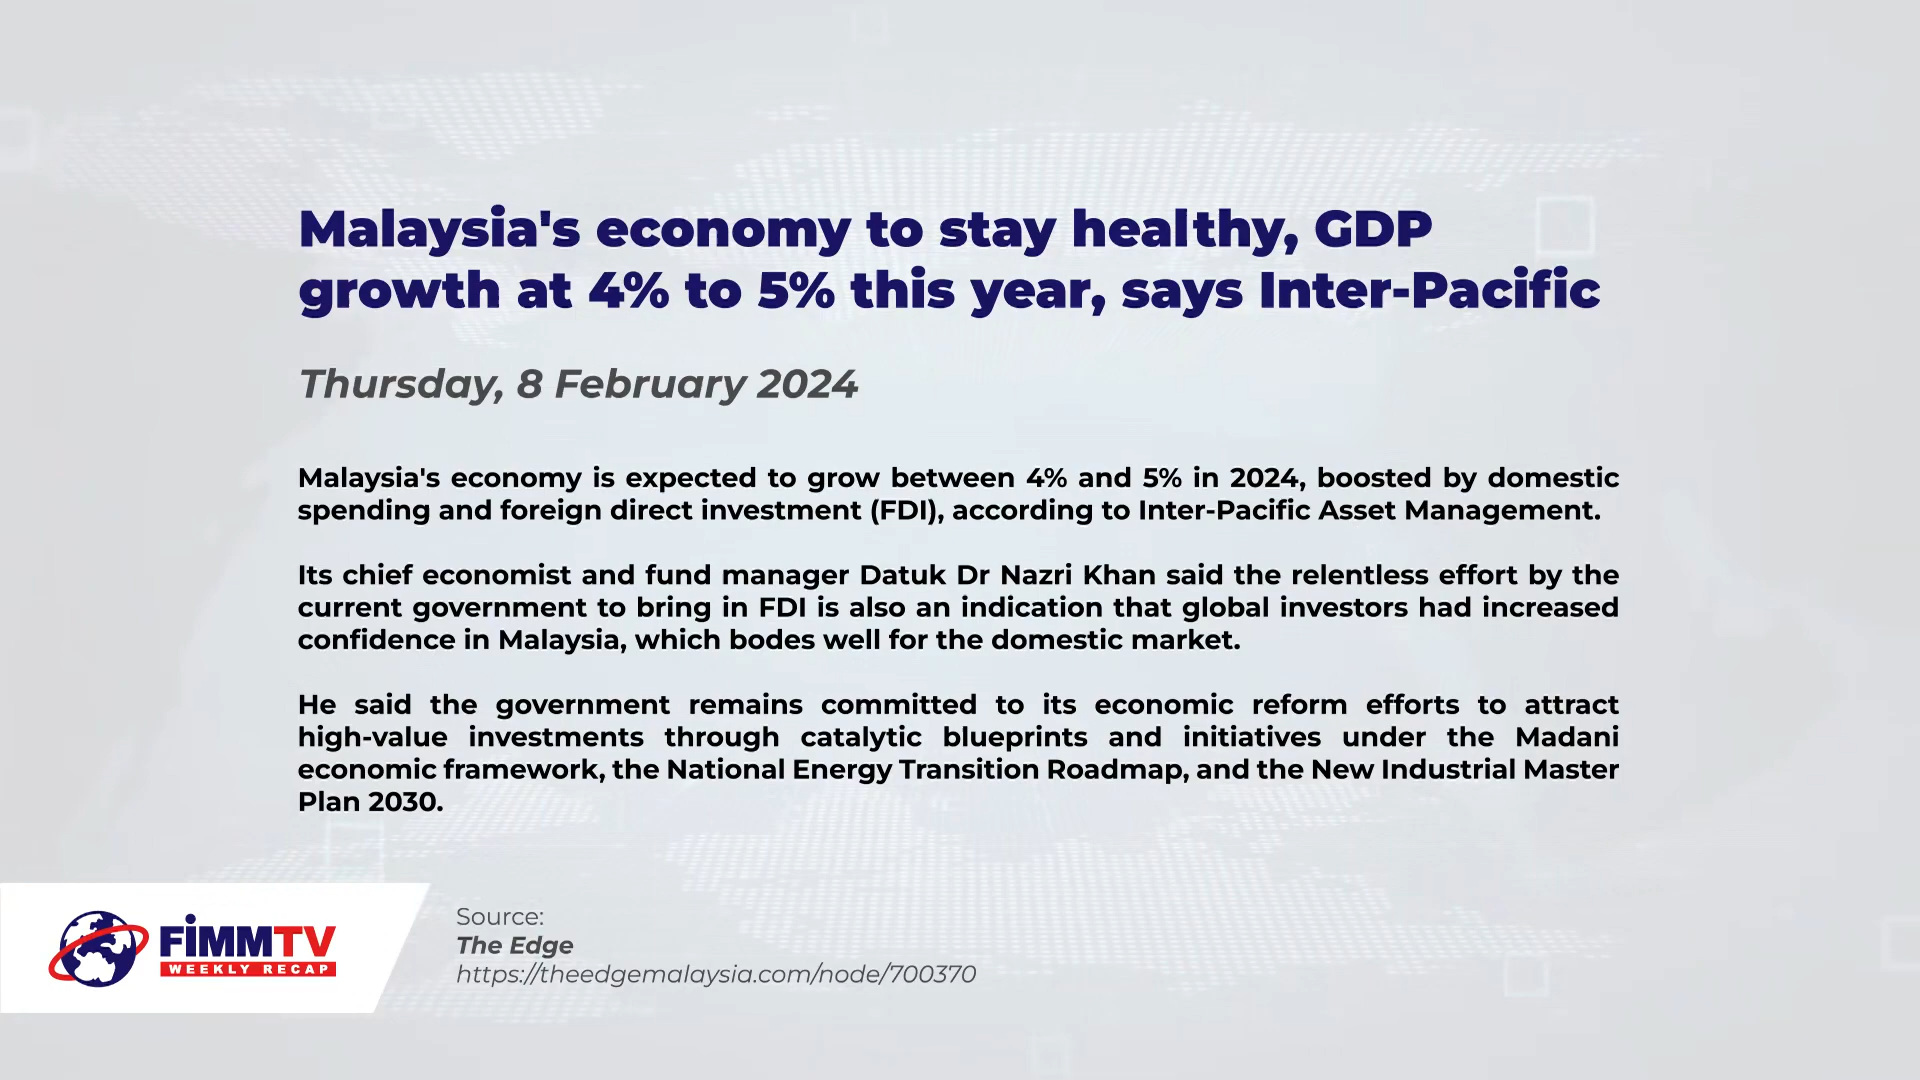 Malaysia's economy to stay healthy, GDP
growth at 4% to 5% this year, says Inter-Pacific
Thursday, 8 February 2024
Malaysia's economy is expected to grow between 4% and 5% in 2024, boosted by domestic
spending and foreign direct investment (FDI), according to Inter-Pacific Asset Management.
Its chief economist and fund manager Datuk Dr Nazri Khan said the relentless effort by the
current government to bring in FDI is also an indication that global investors had increased
confidence in Malaysia, which bodes well for the domestic market.
He said the government remains committed to its economic reform efforts to attract
high-value investments through catalytic blueprints and initiatives under the Madani
economic framework, the National Energy Transition Roadmap, and the New Industrial Master
Plan 2030.
FiMMTV
WEEKLY RECAP
Source:
The Edge
https://theedgemalaysia.com/node/700370